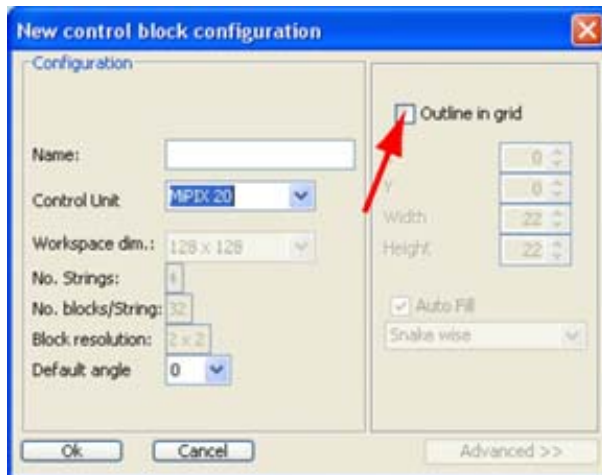 New control block configuration
Configuration
Name:
Control Unit MiPIX 20
Workspace dim.: 128 x 128
No. Strings: 4
No. blocks/String: 32
Block resolution: 2 x 2
Default angle 0
Outline in grid
0
Y 0
Width 22
Height 22
Auto Fill
Snake wise
Ok Cancel Advanced >>